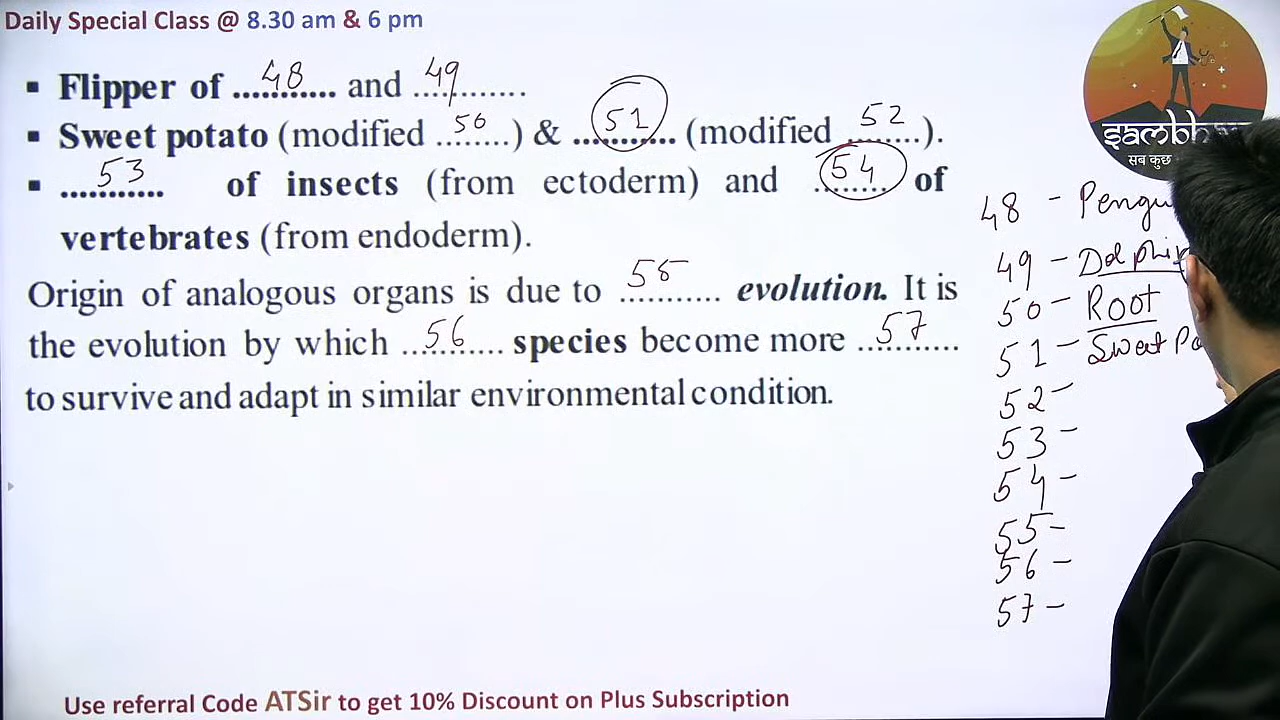 Daily Special Class @ 8.30 am & 6 pm
▪ Flipper of ....48.... and ....49....
▪ Sweet potato (modified ...50...) & ...51... (modified ...52...).
▪ ...53... of insects (from ectoderm) and ...54... of
vertebrates (from endoderm).
Origin of analogous organs is due to ...55... evolution. It is
the evolution by which ...56... species become more ...57...
to survive and adapt in similar environmental condition.
सब कुछ
48 -
49 -
50 - Root
51 - Sweet
52 -
53 -
54 -
55 -
56 -
57 -
Use referral Code ATSir to get 10% Discount on Plus Subscription